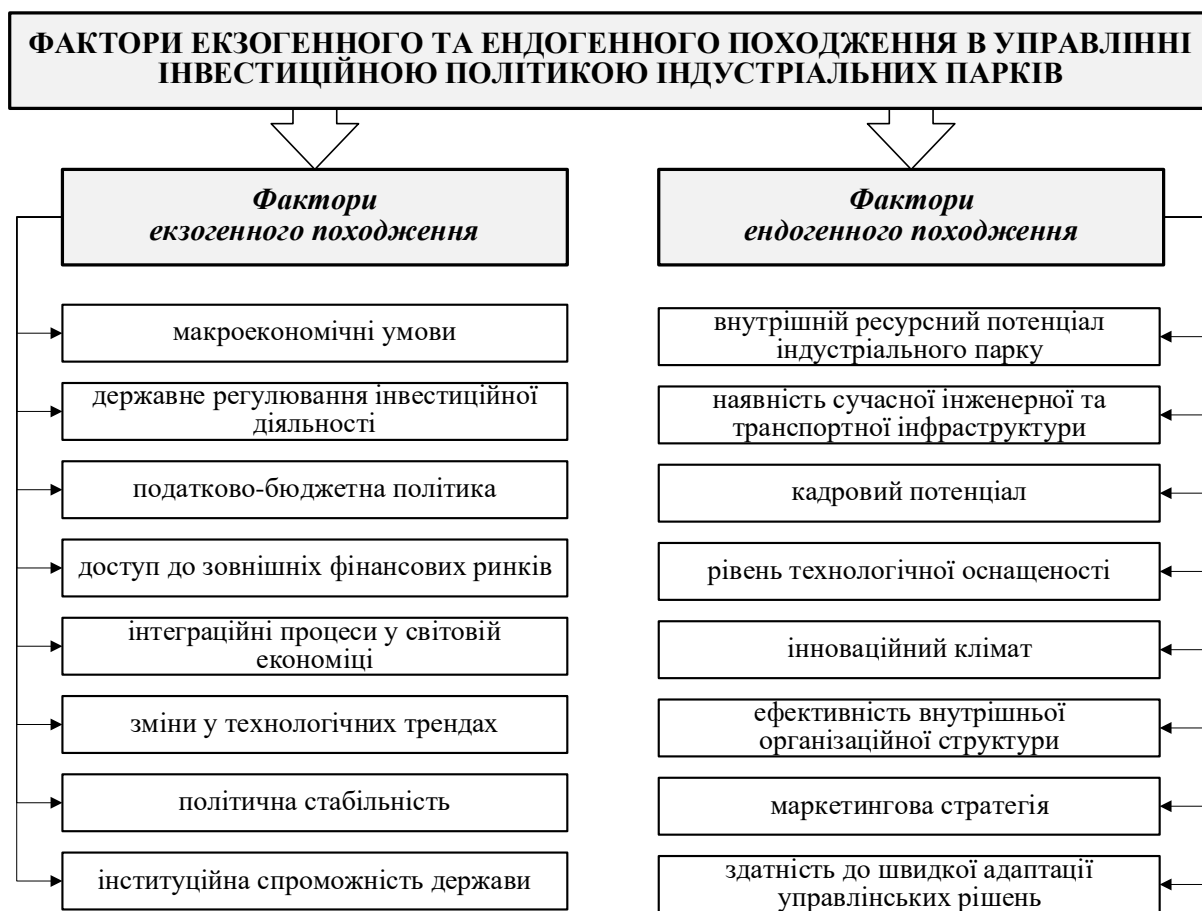 ФАКТОРИ ЕКЗОГЕННОГО ТА ЕНДОГЕННОГО ПОХОДЖЕННЯ В УПРАВЛІННІ
ІНВЕСТИЦІЙНОЮ ПОЛІТИКОЮ ІНДУСТРІАЛЬНИХ ПАРКІВ
Фактори
екзогенного походження
макроекономічні умови
державне регулювання інвестиційної
діяльності
податково-бюджетна політика
доступ до зовнішніх фінансових ринків
інтеграційні процеси у світовій
економіці
зміни у технологічних трендах
політична стабільність
інституційна спроможність держави
Фактори
ендогенного походження
внутрішній ресурсний потенціал
індустріального парку
наявність сучасної інженерної та
транспортної інфраструктури
кадровий потенціал
рівень технологічної оснащеності
інноваційний клімат
ефективність внутрішньої
організаційної структури
маркетингова стратегія
здатність до швидкої адаптації
управлінських рішень